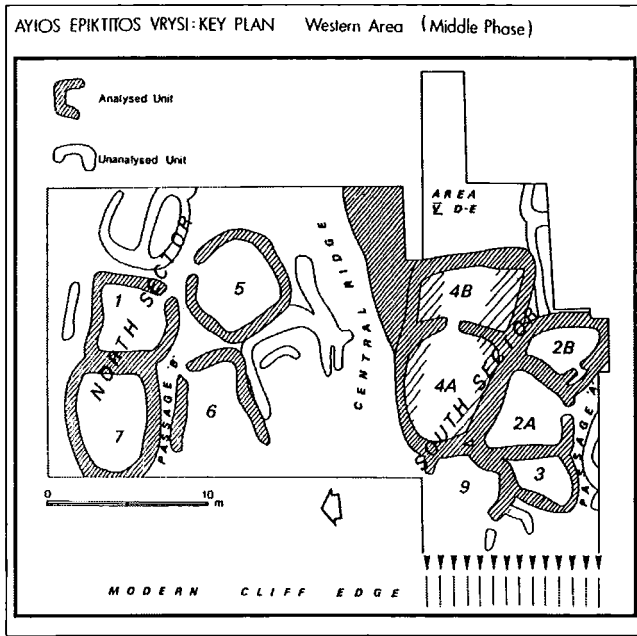 AYIOS EPIKTITOS VRYSI: KEY PLAN Western Area (Middle Phase)
Analysed Unit
Unanalysed Unit
AREA
V D-E
NORTH SECTOR
CENTRAL RIDGE
SOUTH SECTOR
PASSAGE 'B'
PASSAGE A
1
5
4B
2B
4A
6
2A
7
3
9
0 10
m
MODERN CLIFF EDGE